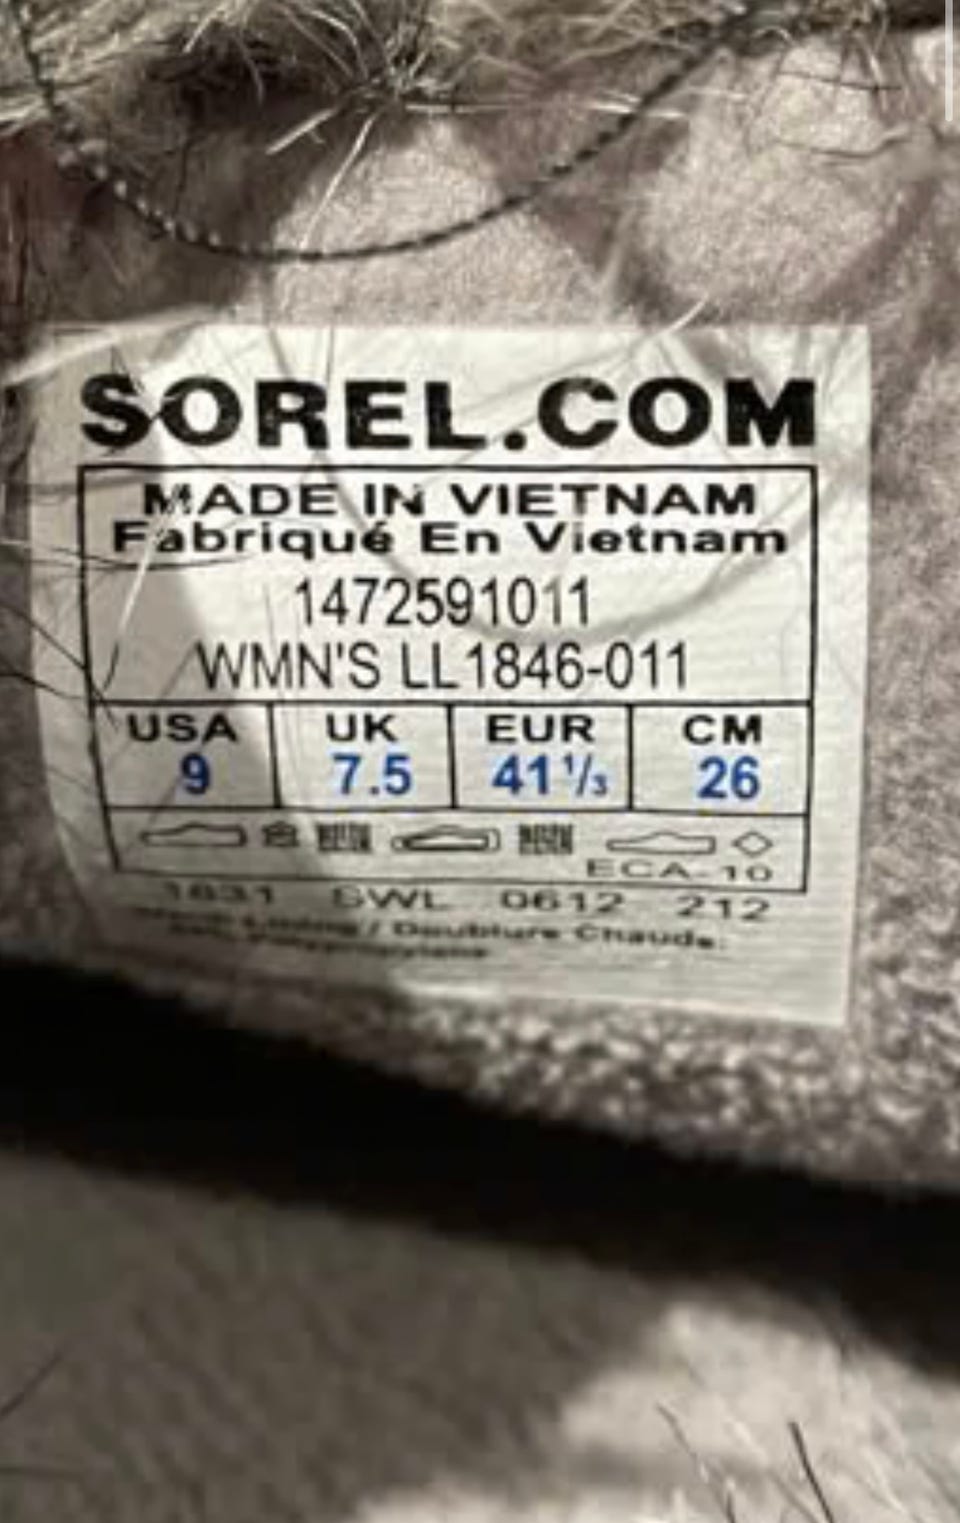 SOREL.COM
MADE IN VIETNAM
Fabriqué En Vietnam
1472591011
WMN'S LL1846-011
USA UK EUR CM
9 7.5 41 1/3 26
ECA-10
1831 SWL 0612 212
Lining / Doublure Chaude: